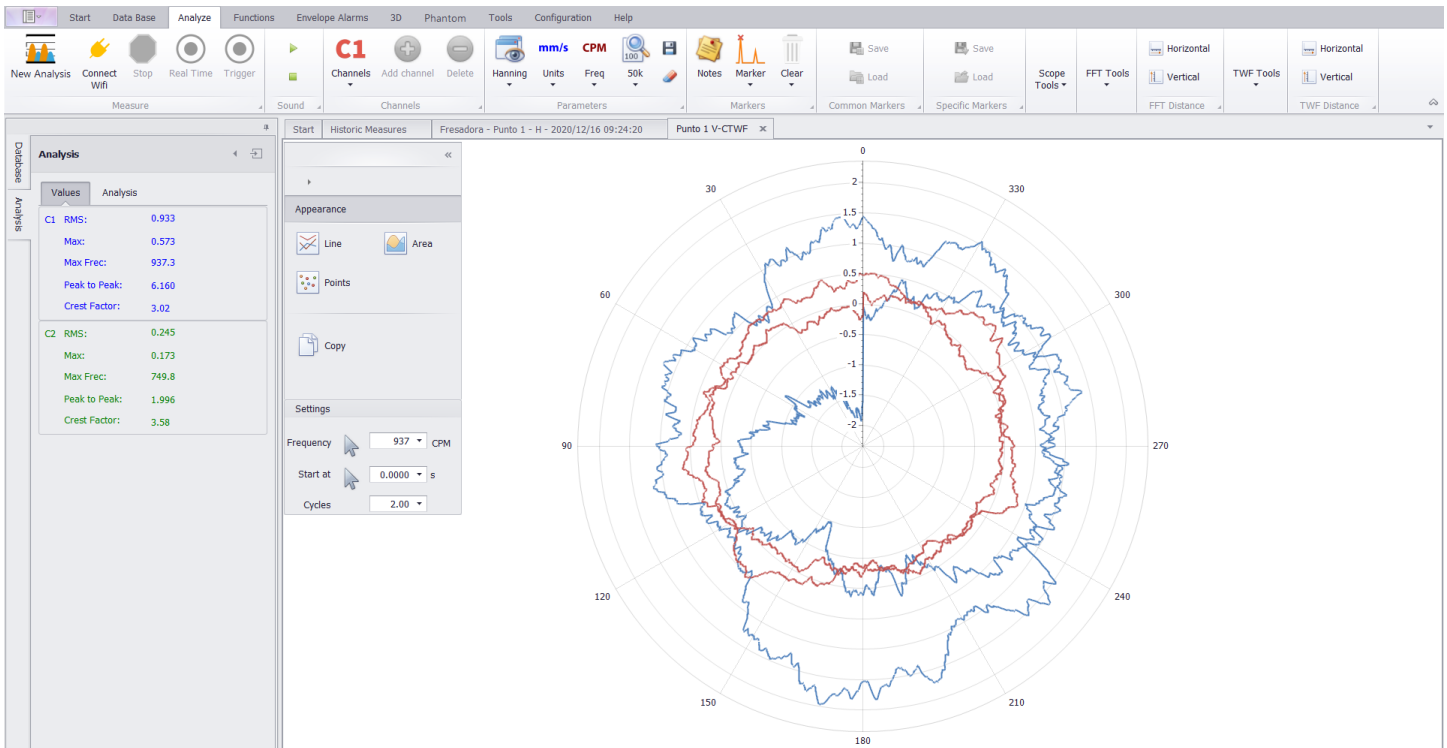 Start Data Base Analyze Functions Envelope Alarms 3D Phantom Tools Configuration Help
C1 mm/s CPM 100 Save Save Horizontal Horizontal
New Analysis Connect Wifi Stop Real Time Trigger Channels Add channel Delete Hanning Units Freq 50k Notes Marker Clear Load Load Scope Tools FFT Tools Vertical TWF Tools Vertical
Measure Sound Channels Parameters Markers Common Markers Specific Markers FFT Distance TWF Distance
Database
Analysis
Analysis
Values Analysis
C1 RMS: 0.933
Max: 0.573
Max Frec: 937.3
Peak to Peak: 6.160
Crest Factor: 3.02
C2 RMS: 0.245
Max: 0.173
Max Frec: 749.8
Peak to Peak: 1.996
Crest Factor: 3.58
Start Historic Measures Fresadora - Punto 1 - H - 2020/12/16 09:24:20 Punto 1 V-CTWF
Appearance
Line Area
Points
Copy
Settings
Frequency 937 CPM
Start at 0.0000 s
Cycles 2.00
0
30
330
60
300
90
270
120
240
150
210
180
2
1.5
1
0.5
0
-0.5
-1
-1.5
-2